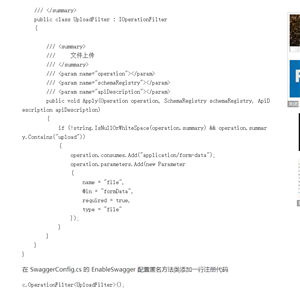 /// </summary>
public class UploadFilter : IOperationFilter
{
/// <summary>
/// 文件上传
/// </summary>
/// <param name="operation"></param>
/// <param name="schemaRegistry"></param>
/// <param name="apiDescription"></param>
public void Apply(Operation operation, SchemaRegistry schemaRegistry, ApiD
escription apiDescription)
{
if (!string.IsNullOrWhiteSpace(operation.summary) && operation.summar
y.Contains("upload"))
{
operation.consumes.Add("application/form-data");
operation.parameters.Add(new Parameter
{
name = "file",
@in = "formData",
required = true,
type = "file"
});
}
}
}
}
在 SwaggerConfig.cs 的 EnableSwagger 配置匿名方法类添加一行注册代码
c.OperationFilter<UploadFilter>();